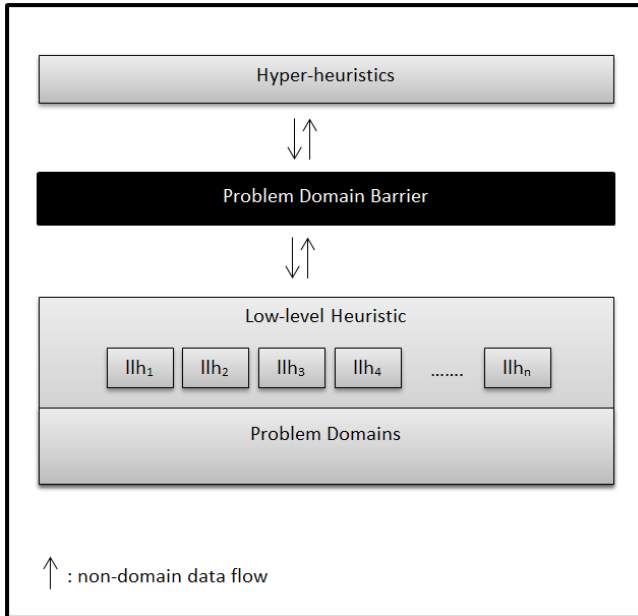 Hyper-heuristics
Problem Domain Barrier
Low-level Heuristic
llh₁ llh₂ llh₃ llh₄ ....... llhₙ
Problem Domains
: non-domain data flow